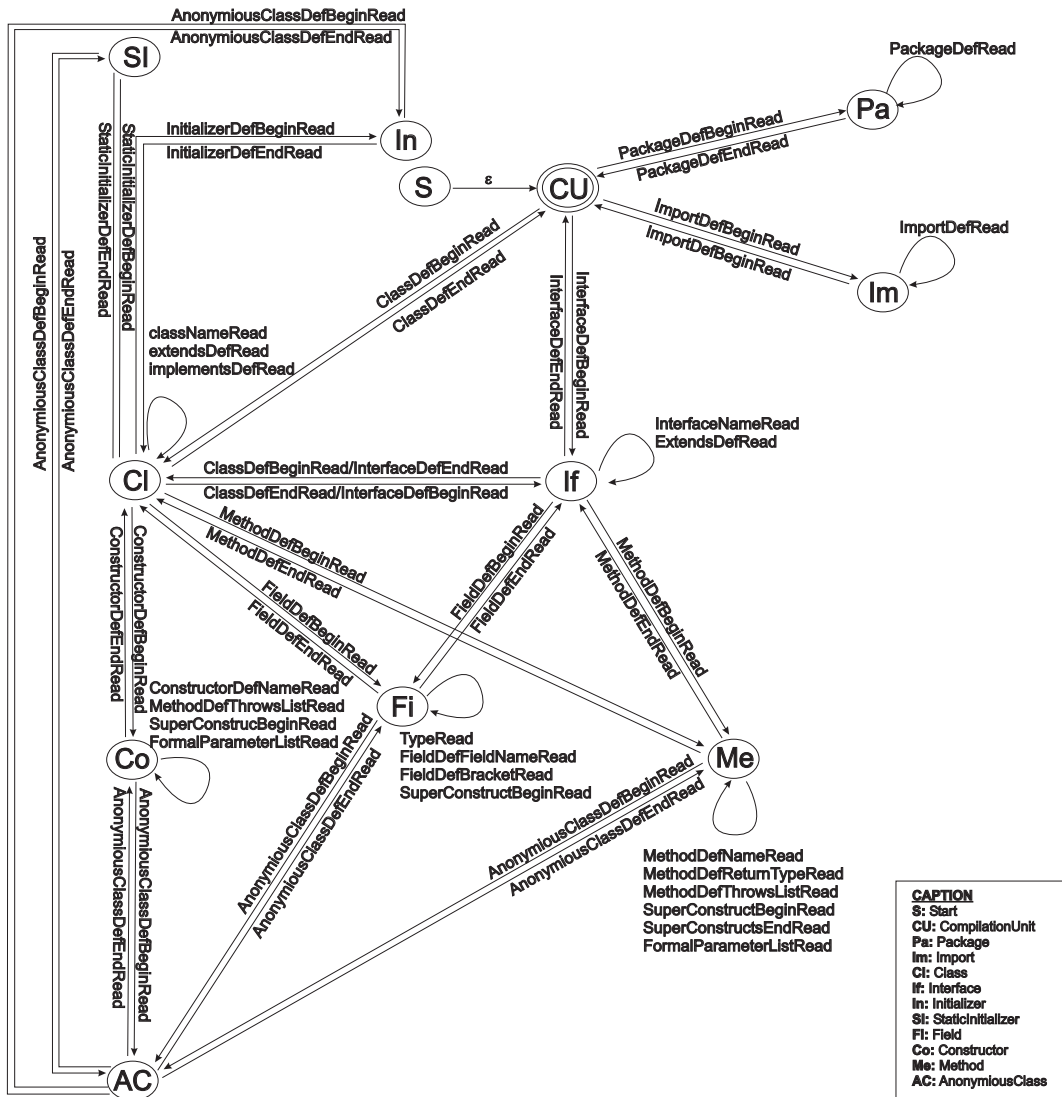 AnonymiousClassDefBeginRead
AnonymiousClassDefEndRead
SI
In
InitializerDefBeginRead
InitializerDefEndRead
StaticInitializerDefBeginRead
StaticInitializerDefEndRead
AnonymiousClassDefBeginRead
AnonymiousClassDefEndRead
S
ε
CU
PackageDefRead
Pa
PackageDefBeginRead
PackageDefEndRead
ImportDefBeginRead
ImportDefBeginRead
ImportDefRead
Im
ClassDefBeginRead
ClassDefEndRead
InterfaceDefBeginRead
InterfaceDefEndRead
classNameRead
extendsDefRead
implementsDefRead
InterfaceNameRead
ExtendsDefRead
Cl
ClassDefBeginRead/InterfaceDefEndRead
ClassDefEndRead/InterfaceDefBeginRead
If
MethodDefBeginRead
MethodDefEndRead
FieldDefBeginRead
FieldDefEndRead
FieldDefBeginRead
FieldDefEndRead
MethodDefBeginRead
MethodDefEndRead
ConstructorDefBeginRead
ConstructorDefEndRead
ConstructorDefNameRead
MethodDefThrowsListRead
SuperConstrucBeginRead
FormalParameterListRead
Co
Fi
TypeRead
FieldDefFieldNameRead
FieldDefBracketRead
SuperConstructBeginRead
Me
AnonymiousClassDefBeginRead
AnonymiousClassDefEndRead
AnonymiousClassDefBeginRead
AnonymiousClassDefEndRead
AnonymiousClassDefBeginRead
AnonymiousClassDefEndRead
MethodDefNameRead
MethodDefReturnTypeRead
MethodDefThrowsListRead
SuperConstructBeginRead
SuperConstructsEndRead
FormalParameterListRead
AC
CAPTION
S: Start
CU: CompilationUnit
Pa: Package
Im: Import
Cl: Class
If: Interface
In: Initializer
SI: StaticInitializer
FI: Field
Co: Constructor
Me: Method
AC: AnonymiousClass